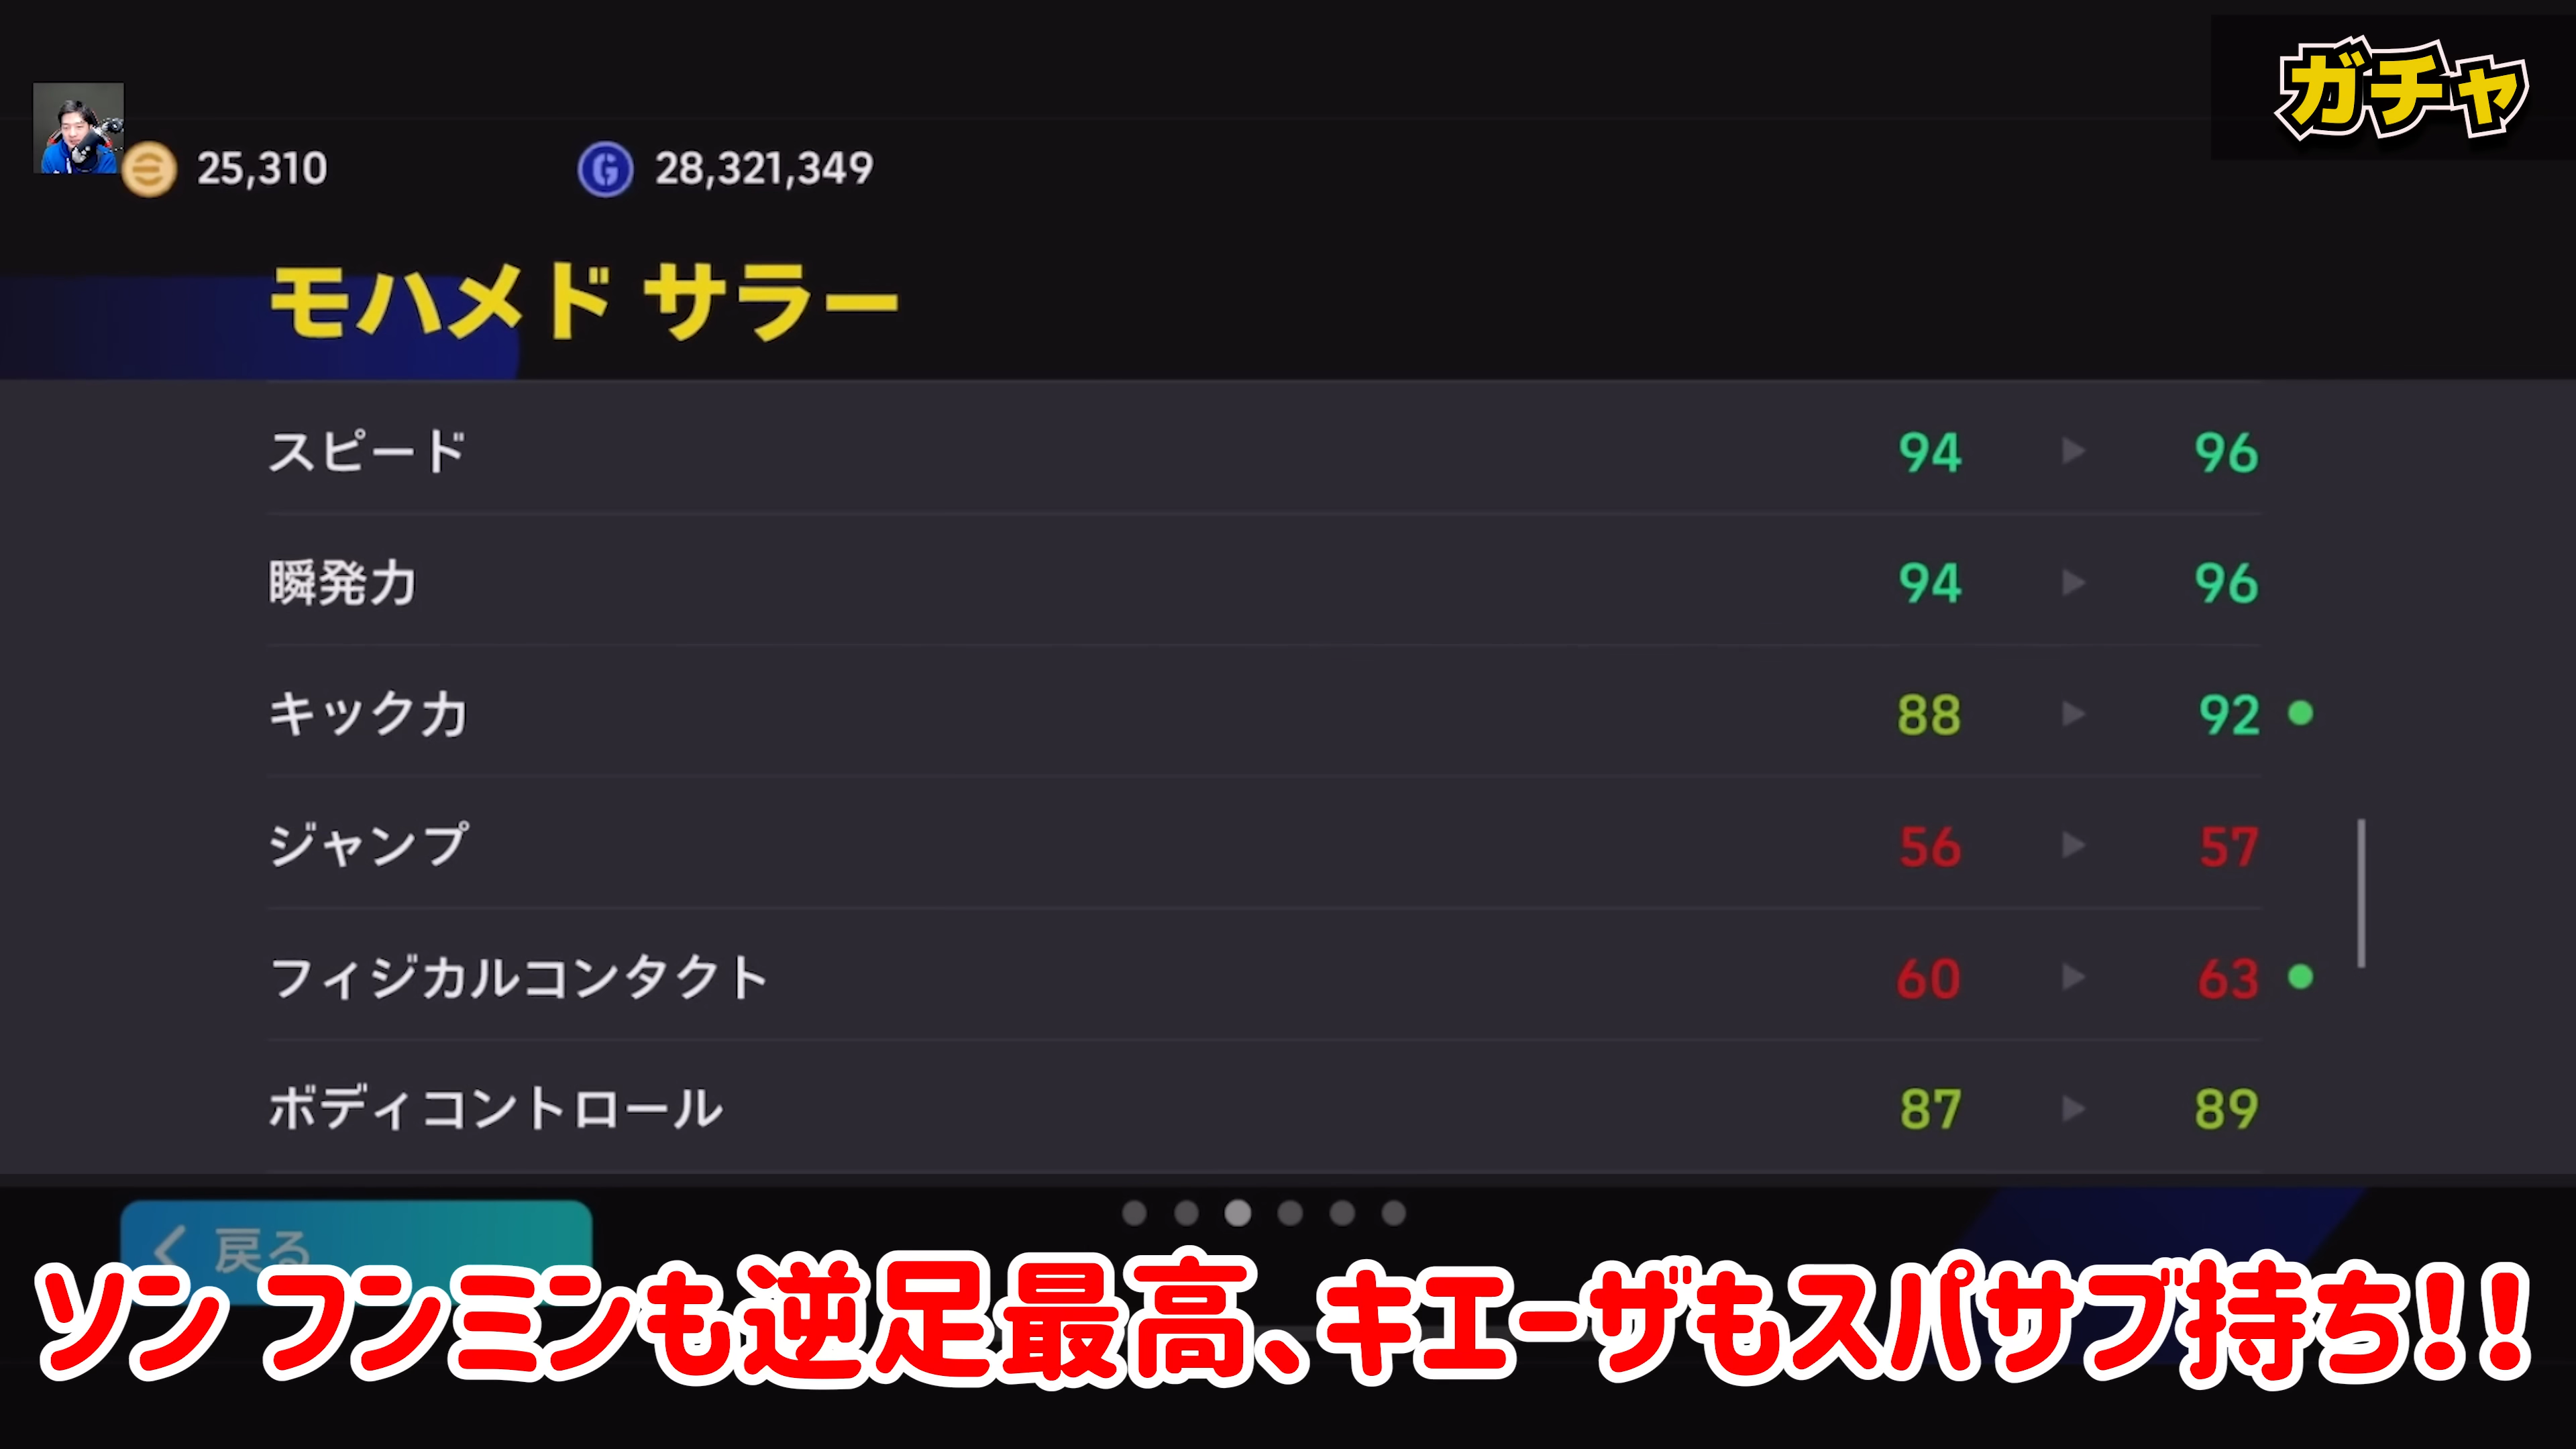 ガチャ
25,310
28,321,349
モハメド サラー
スピード 94 96
瞬発力 94 96
キック力 88 92
ジャンプ 56 57
フィジカルコンタクト 60 63
ボディコントロール 87 89
戻る
ソン フンミンも逆足最高、キエーザもスパサブ持ち!!